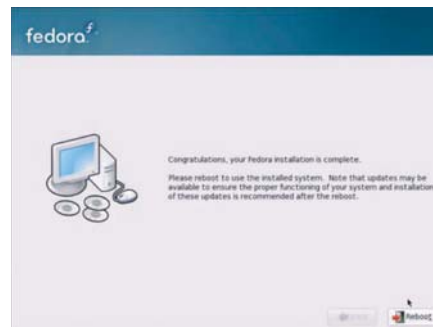 fedora
Congratulations, your Fedora installation is complete.
Please reboot to use the installed system. Note that updates may be
available to ensure the proper functioning of your system and installation
of these updates is recommended after the reboot.
Reboot